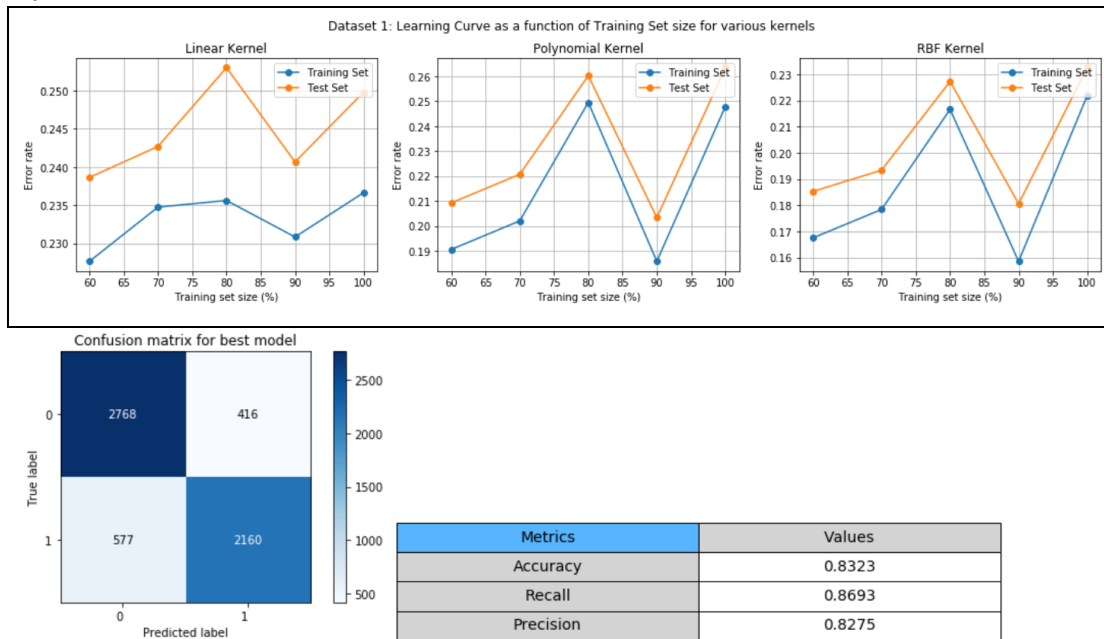 Dataset 1: Learning Curve as a function of Training Set size for various kernels
Linear Kernel
Training Set
Test Set
0.250
0.245
0.240
0.235
0.230
Error rate
60 65 70 75 80 85 90 95 100
Training set size (%)
Polynomial Kernel
Training Set
Test Set
0.26
0.25
0.24
0.23
0.22
0.21
0.20
0.19
Error rate
60 65 70 75 80 85 90 95 100
Training set size (%)
RBF Kernel
Training Set
Test Set
0.23
0.22
0.21
0.20
0.19
0.18
0.17
0.16
Error rate
60 65 70 75 80 85 90 95 100
Training set size (%)
Confusion matrix for best model
True label
0 2768 416
1 577 2160
0 1
Predicted label
2500
2000
1500
1000
500
Metrics Values
Accuracy 0.8323
Recall 0.8693
Precision 0.8275